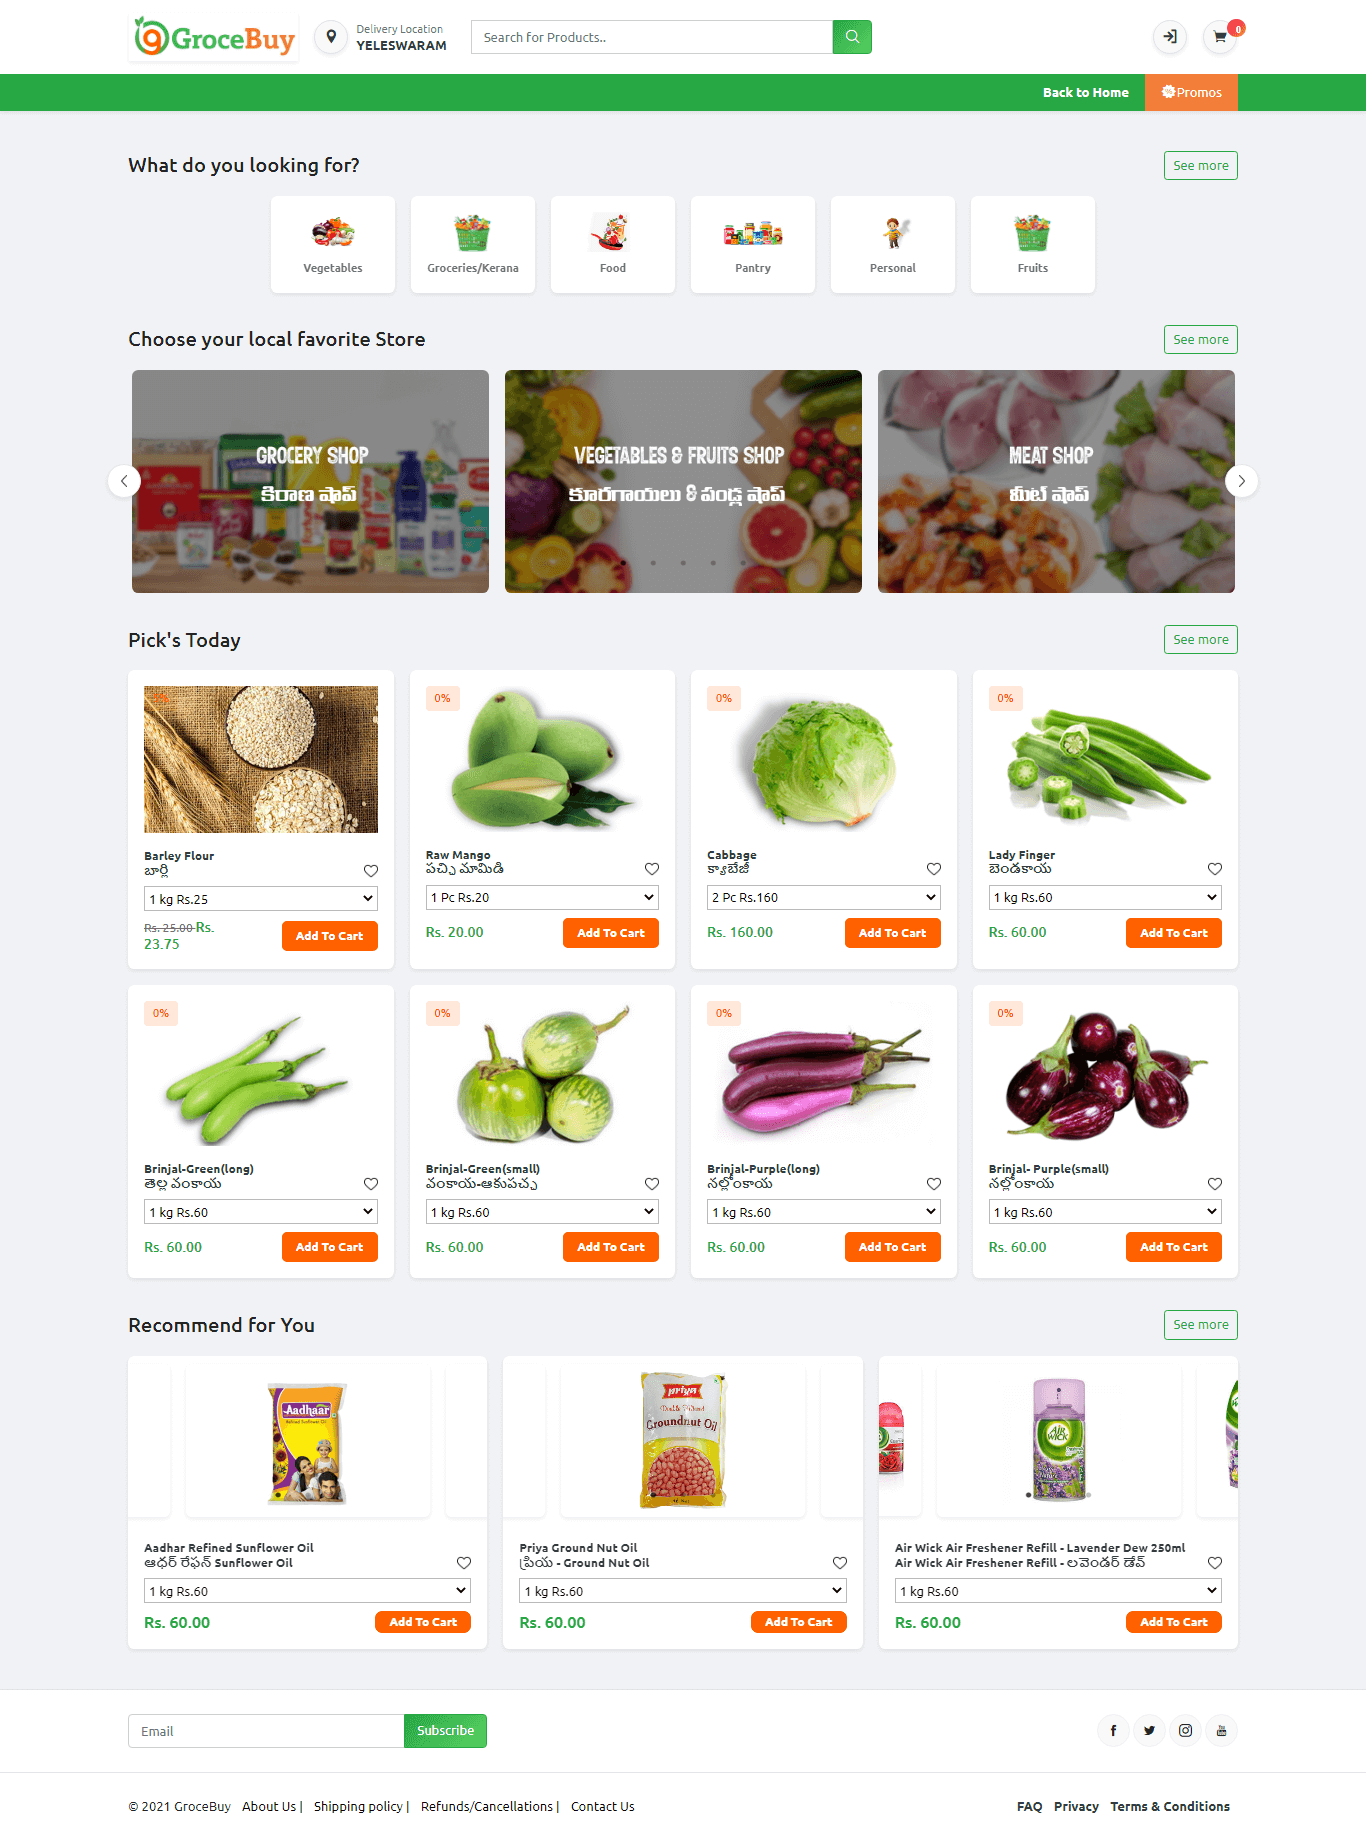 GroceBuy
Delivery Location
YELESWARAM
Search for Products..
0
Back to Home
Promos
What do you looking for?
See more
Vegetables
Groceries/Kerana
Food
Pantry
Personal
Fruits
Choose your local favorite Store
See more
GROCERY SHOP
కిరాణ షాప్
VEGETABLES & FRUITS SHOP
కూరగాయలు & పండ్ల షాప్
MEAT SHOP
మీట్ షాప్
Pick's Today
See more
Barley Flour
బార్లీ
1 kg Rs.25
Rs. 25.00 Rs.
23.75
Add To Cart
0%
Raw Mango
పచ్చి మామిడి
1 Pc Rs.20
Rs. 20.00
Add To Cart
0%
Cabbage
క్యాబేజీ
2 Pc Rs.160
Rs. 160.00
Add To Cart
0%
Lady Finger
బెండకాయ
1 kg Rs.60
Rs. 60.00
Add To Cart
0%
Brinjal-Green(long)
తెల్ల వంకాయ
1 kg Rs.60
Rs. 60.00
Add To Cart
0%
Brinjal-Green(small)
వంకాయ-ఆకుపచ్చ
1 kg Rs.60
Rs. 60.00
Add To Cart
0%
Brinjal-Purple(long)
నల్లోంకాయ
1 kg Rs.60
Rs. 60.00
Add To Cart
0%
Brinjal- Purple(small)
నల్లోంకాయ
1 kg Rs.60
Rs. 60.00
Add To Cart
Recommend for You
See more
Aadhaar
Aadhar Refined Sunflower Oil
ఆధర్ రేఫన్ Sunflower Oil
1 kg Rs.60
Rs. 60.00
Add To Cart
priya
Groundnut Oil
Priya Ground Nut Oil
ప్రియ - Ground Nut Oil
1 kg Rs.60
Rs. 60.00
Add To Cart
AIR WICK
Air Wick Air Freshener Refill - Lavender Dew 250ml
Air Wick Air Freshener Refill - లవెండర్ డేవ్
1 kg Rs.60
Rs. 60.00
Add To Cart
Email
Subscribe
© 2021 GroceBuy About Us | Shipping policy | Refunds/Cancellations | Contact Us
FAQ Privacy Terms & Conditions